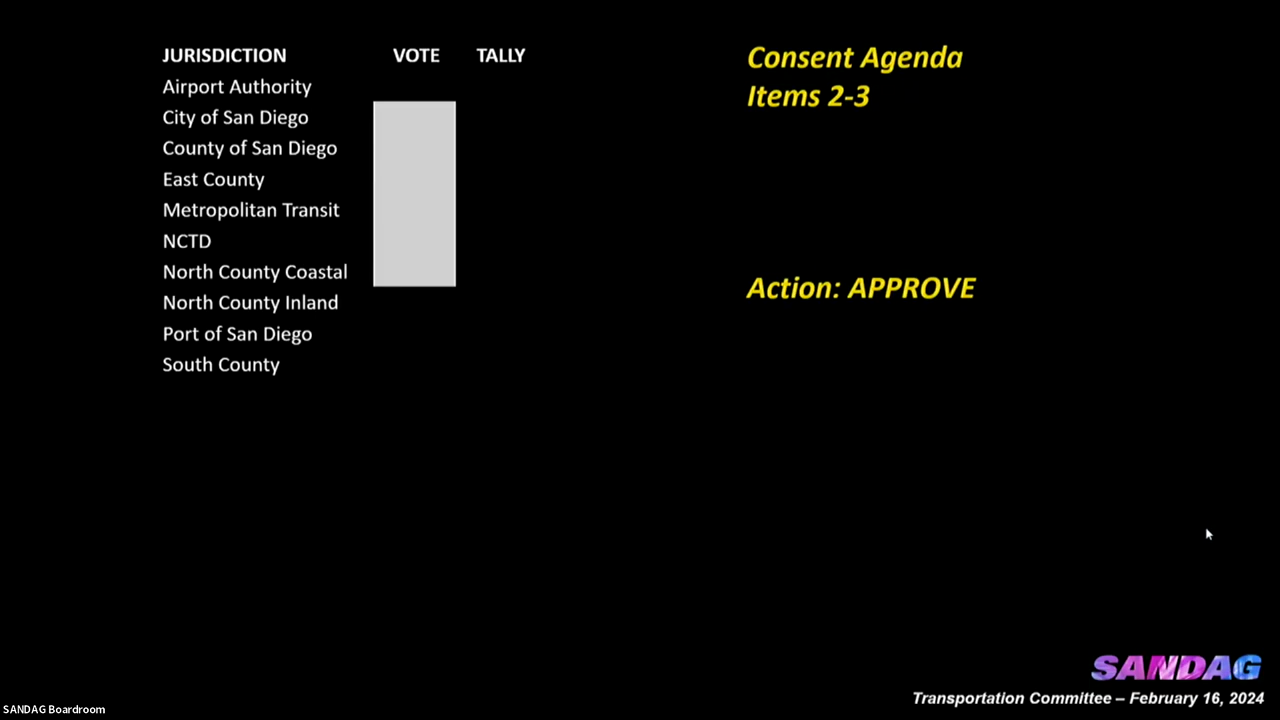 JURISDICTION VOTE TALLY
Airport Authority
City of San Diego
County of San Diego
East County
Metropolitan Transit
NCTD
North County Coastal
North County Inland
Port of San Diego
South County
Consent Agenda
Items 2-3
Action: APPROVE
SANDAG
Transportation Committee – February 16, 2024
SANDAG Boardroom